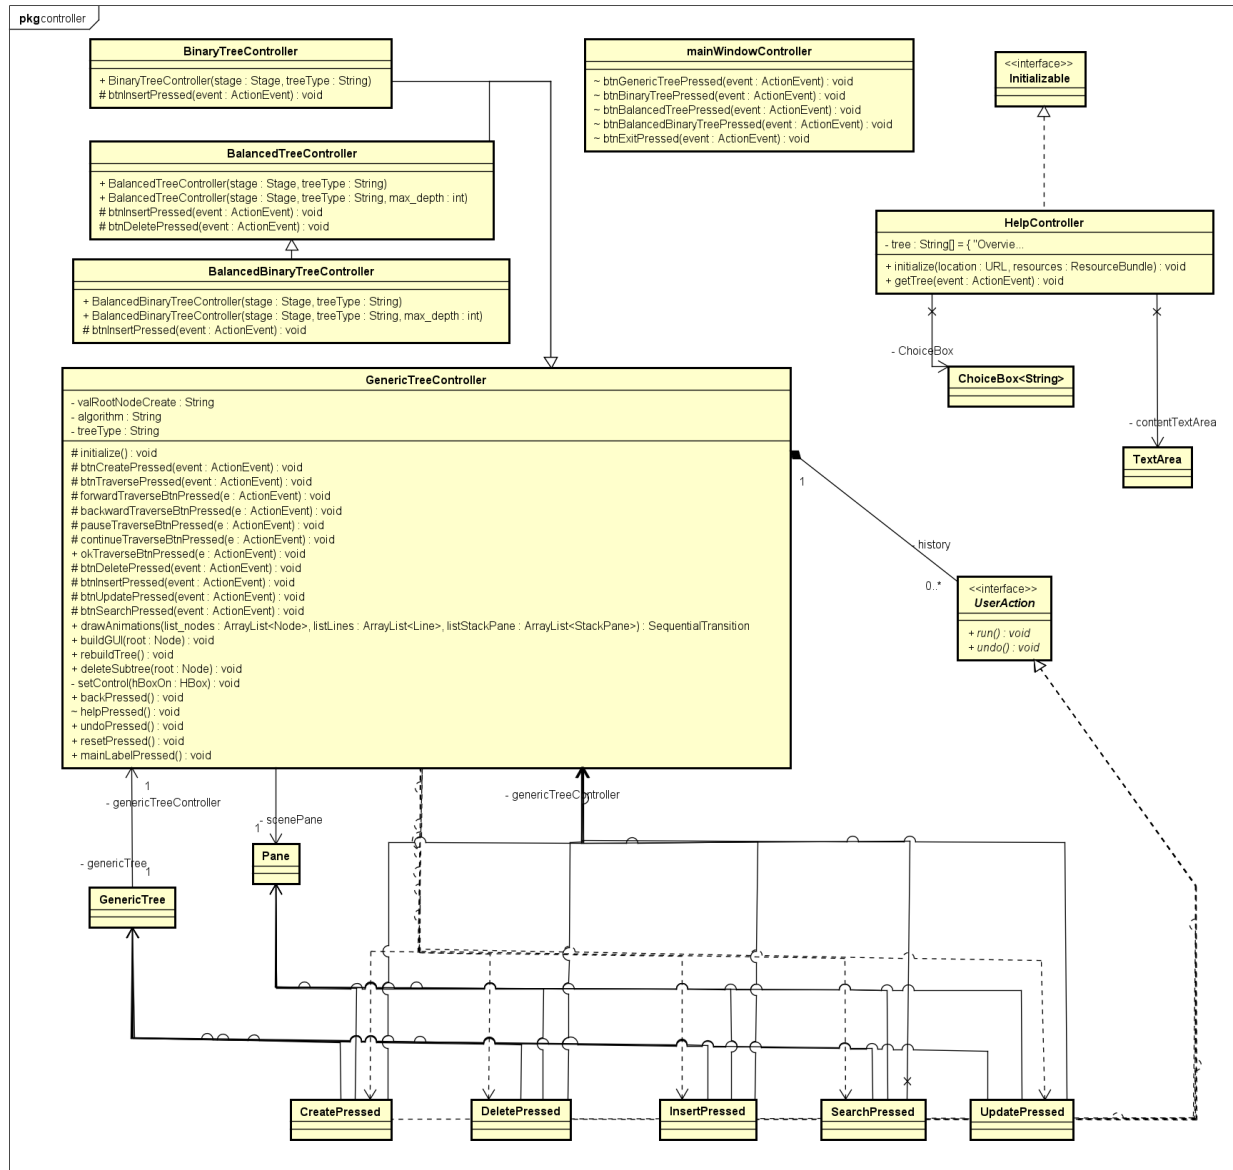 pkg controller
BinaryTreeController
+ BinaryTreeController(stage : Stage, treeType : String)
# btnInsertPressed(event : ActionEvent) : void
mainWindowController
~ btnGenericTreePressed(event : ActionEvent) : void
~ btnBinaryTreePressed(event : ActionEvent) : void
~ btnBalancedTreePressed(event : ActionEvent) : void
~ btnBalancedBinaryTreePressed(event : ActionEvent) : void
~ btnExitPressed(event : ActionEvent) : void
<<interface>>
Initializable
BalancedTreeController
+ BalancedTreeController(stage : Stage, treeType : String)
+ BalancedTreeController(stage : Stage, treeType : String, max_depth : int)
# btnInsertPressed(event : ActionEvent) : void
# btnDeletePressed(event : ActionEvent) : void
HelpController
- tree : String[] = { "Overvie...
+ initialize(location : URL, resources : ResourceBundle) : void
+ getTree(event : ActionEvent) : void
BalancedBinaryTreeController
+ BalancedBinaryTreeController(stage : Stage, treeType : String)
+ BalancedBinaryTreeController(stage : Stage, treeType : String, max_depth : int)
# btnInsertPressed(event : ActionEvent) : void
- ChoiceBox
ChoiceBox<String>
- contentTextArea
TextArea
GenericTreeController
- valRootNodeCreate : String
- algorithm : String
- treeType : String
# initialize() : void
# btnCreatePressed(event : ActionEvent) : void
# btnTraversePressed(event : ActionEvent) : void
# forwardTraverseBtnPressed(e : ActionEvent) : void
# backwardTraverseBtnPressed(e : ActionEvent) : void
# pauseTraverseBtnPressed(e : ActionEvent) : void
# continueTraverseBtnPressed(e : ActionEvent) : void
+ okTraverseBtnPressed(e : ActionEvent) : void
# btnDeletePressed(event : ActionEvent) : void
# btnInsertPressed(event : ActionEvent) : void
# btnUpdatePressed(event : ActionEvent) : void
# btnSearchPressed(event : ActionEvent) : void
+ drawAnimations(list_nodes : ArrayList<Node>, listLines : ArrayList<Line>, listStackPane : ArrayList<StackPane>) : SequentialTransition
+ buildGUI(root : Node) : void
+ rebuildTree() : void
+ deleteSubtree(root : Node) : void
- setControl(hBoxOn : HBox) : void
+ backPressed() : void
~ helpPressed() : void
+ undoPressed() : void
+ resetPressed() : void
+ mainLabelPressed() : void
1
- history
0..*
<<interface>>
UserAction
+ run() : void
+ undo() : void
1
- genericTreeController
- genericTreeController
- scenePane
1
Pane
- genericTree
1
GenericTree
CreatePressed
DeletePressed
InsertPressed
SearchPressed
UpdatePressed